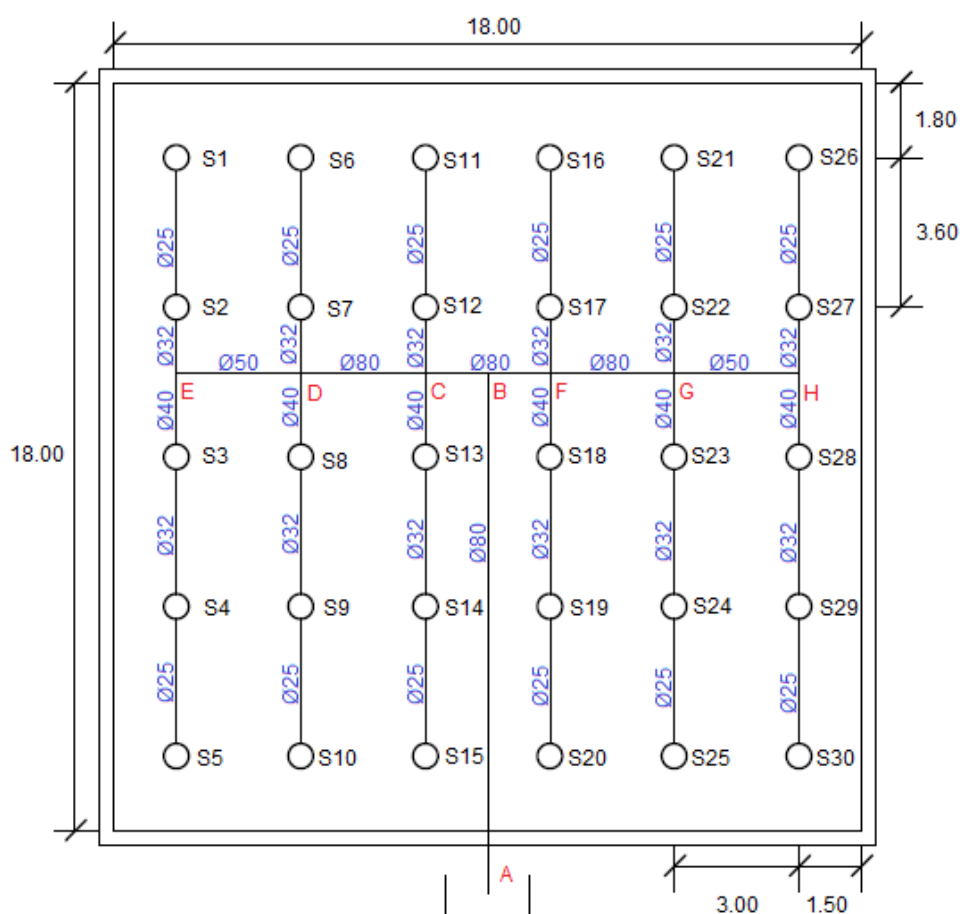 18.00
1.80
S1 S6 S11 S16 S21 S26
3.60
Ø25 Ø25 Ø25 Ø25 Ø25 Ø25
S2 S7 S12 S17 S22 S27
Ø32 Ø32 Ø32 Ø32 Ø32 Ø32
Ø50 Ø80 Ø80 Ø80 Ø50
E D C B F G H
Ø40 Ø40 Ø40 Ø40 Ø40 Ø40
18.00 S3 S8 S13 S18 S23 S28
Ø32 Ø32 Ø32 Ø80 Ø32 Ø32 Ø32
S4 S9 S14 S19 S24 S29
Ø25 Ø25 Ø25 Ø25 Ø25 Ø25
S5 S10 S15 S20 S25 S30
A
3.00 1.50